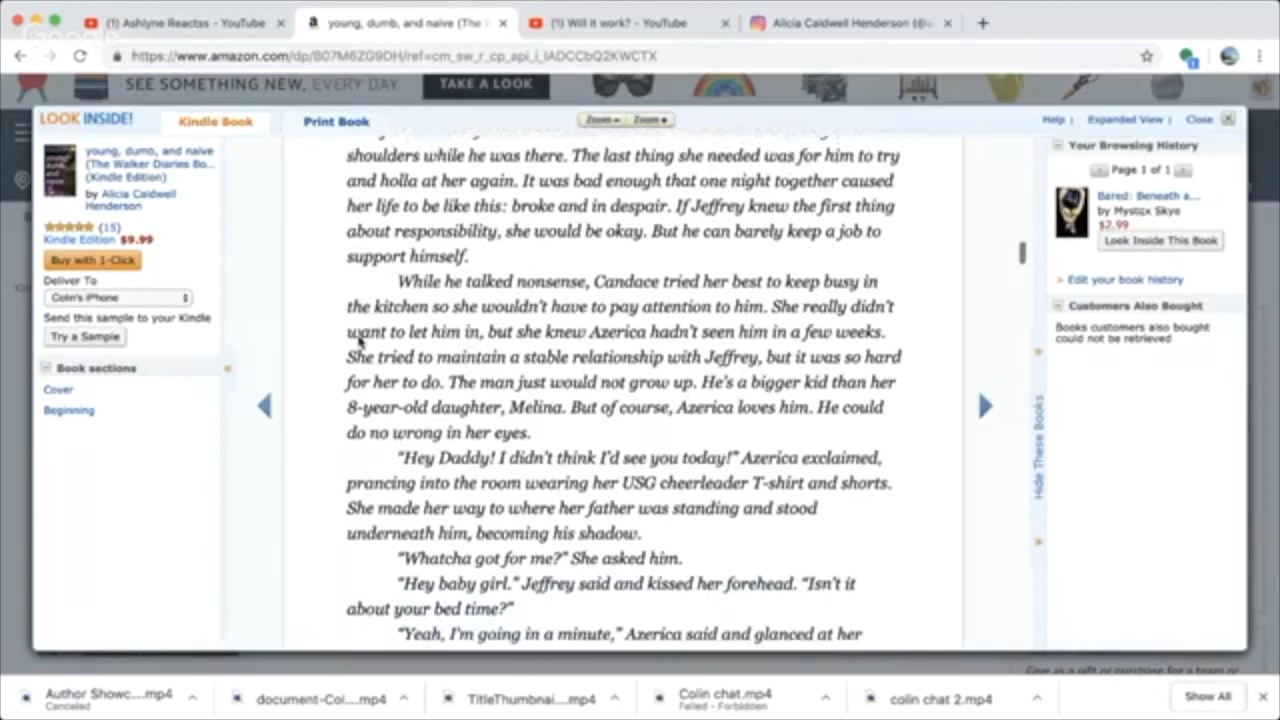 (1) Ashlyne Reactss - YouTube
young, dumb, and naive (The W
(1) Will it work? - YouTube
Alicia Caldwell Henderson (@
https://www.amazon.com/dp/B07M6ZG9DH/ref=cm_sw_r_cp_api_i_IADCCbQ2KWCTX
SEE SOMETHING NEW, EVERY DAY.
TAKE A LOOK
LOOK INSIDE!
Kindle Book
Print Book
Zoom -
Zoom +
Help |
Expanded View |
Close
young, dumb, and naive
(The Walker Diaries Bo...
(Kindle Edition)
by Alicia Caldwell
Henderson
(15)
Kindle Edition $9.99
Buy with 1-Click
Deliver To
Colin's iPhone
Send this sample to your Kindle
Try a Sample
Book sections
Cover
Beginning
shoulders while he was there. The last thing she needed was for him to try
and holla at her again. It was bad enough that one night together caused
her life to be like this: broke and in despair. If Jeffrey knew the first thing
about responsibility, she would be okay. But he can barely keep a job to
support himself.
While he talked nonsense, Candace tried her best to keep busy in
the kitchen so she wouldn't have to pay attention to him. She really didn't
want to let him in, but she knew Azerica hadn't seen him in a few weeks.
She tried to maintain a stable relationship with Jeffrey, but it was so hard
for her to do. The man just would not grow up. He's a bigger kid than her
8-year-old daughter, Melina. But of course, Azerica loves him. He could
do no wrong in her eyes.
"Hey Daddy! I didn't think I'd see you today!" Azerica exclaimed,
prancing into the room wearing her USG cheerleader T-shirt and shorts.
She made her way to where her father was standing and stood
underneath him, becoming his shadow.
"Whatcha got for me?" She asked him.
"Hey baby girl." Jeffrey said and kissed her forehead. "Isn't it
about your bed time?"
"Yeah, I'm going in a minute," Azerica said and glanced at her
Hide These Books
Your Browsing History
Page 1 of 1
Bared: Beneath a...
by Mystqx Skye
$2.99
Look Inside This Book
> Edit your book history
Customers Also Bought
Books customers also bought
could not be retrieved
Give as a gift or purchase for a team or
Author Showc....mp4
Canceled
document-Col....mp4
TitleThumbnai....mp4
Colin chat.mp4
Failed - Forbidden
colin chat 2.mp4
Show All